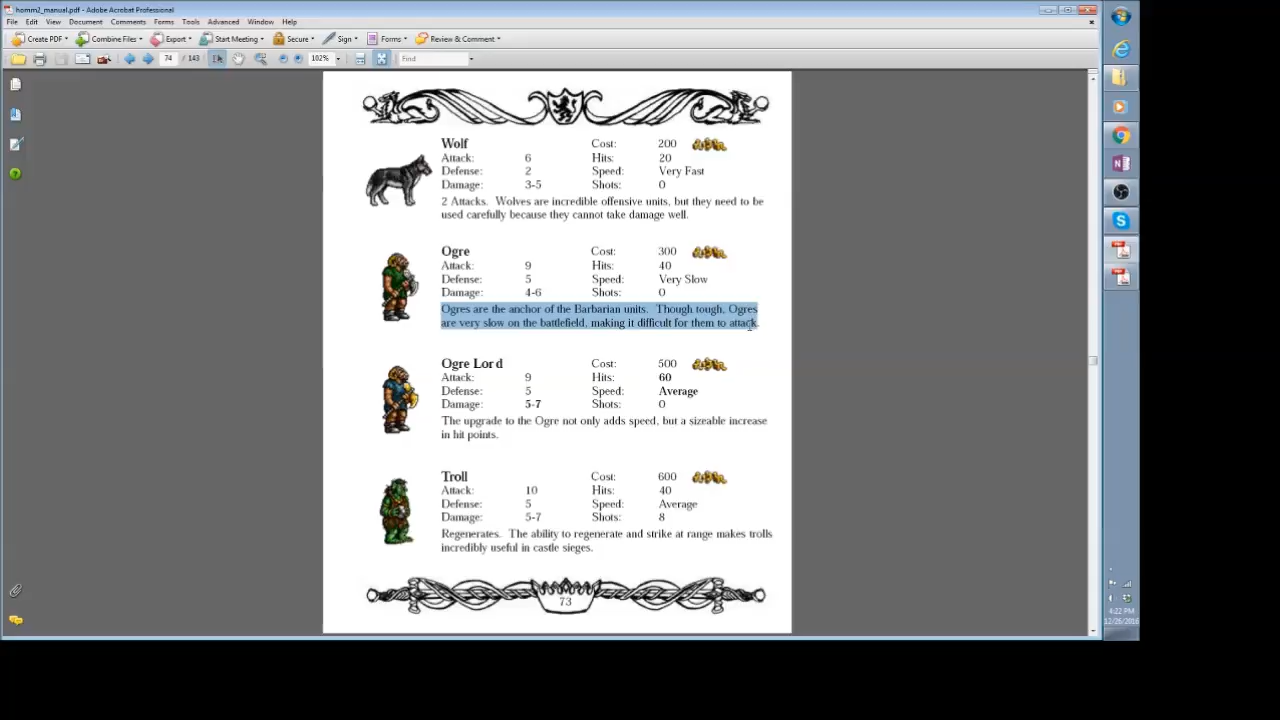 homm2_manual.pdf - Adobe Acrobat Professional
File Edit View Document Comments Forms Tools Advanced Window Help
Create PDF Combine Files Export Start Meeting Secure Sign Forms Review & Comment
74 / 143 102% Find
Wolf Cost: 200
Attack: 6 Hits: 20
Defense: 2 Speed: Very Fast
Damage: 3-5 Shots: 0
2 Attacks. Wolves are incredible offensive units, but they need to be
used carefully because they cannot take damage well.
Ogre Cost: 300
Attack: 9 Hits: 40
Defense: 5 Speed: Very Slow
Damage: 4-6 Shots: 0
Ogres are the anchor of the Barbarian units. Though tough, Ogres
are very slow on the battlefield, making it difficult for them to attack.
Ogre Lord Cost: 500
Attack: 9 Hits: 60
Defense: 5 Speed: Average
Damage: 5-7 Shots: 0
The upgrade to the Ogre not only adds speed, but a sizeable increase
in hit points.
Troll Cost: 600
Attack: 10 Hits: 40
Defense: 5 Speed: Average
Damage: 5-7 Shots: 8
Regenerates. The ability to regenerate and strike at range makes trolls
incredibly useful in castle sieges.
73
4:22 PM
12/26/2016